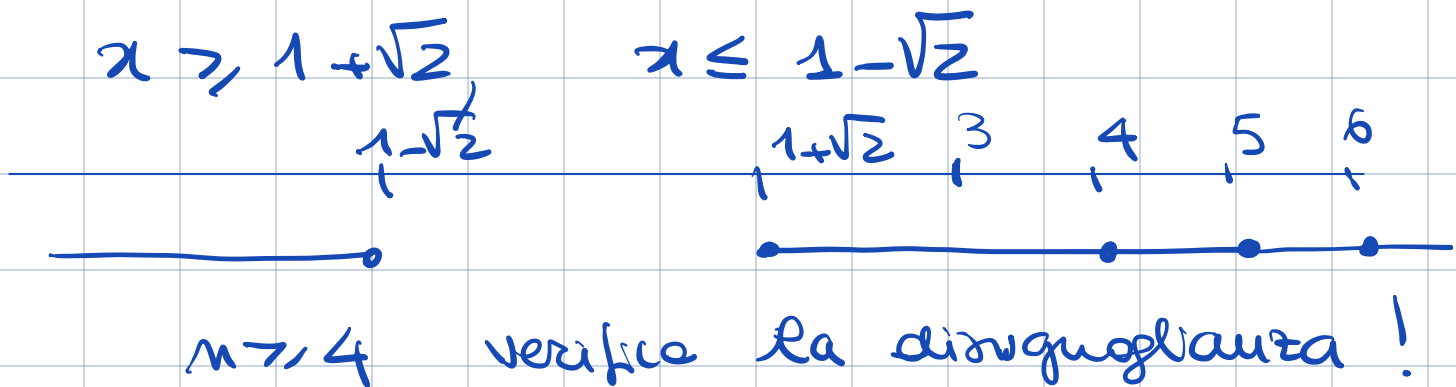 x ≥ 1+√2 x ≤ 1-√2
1-√2 1+√2 3 4 5 6
n ≥ 4 verifica la disuguaglianza !